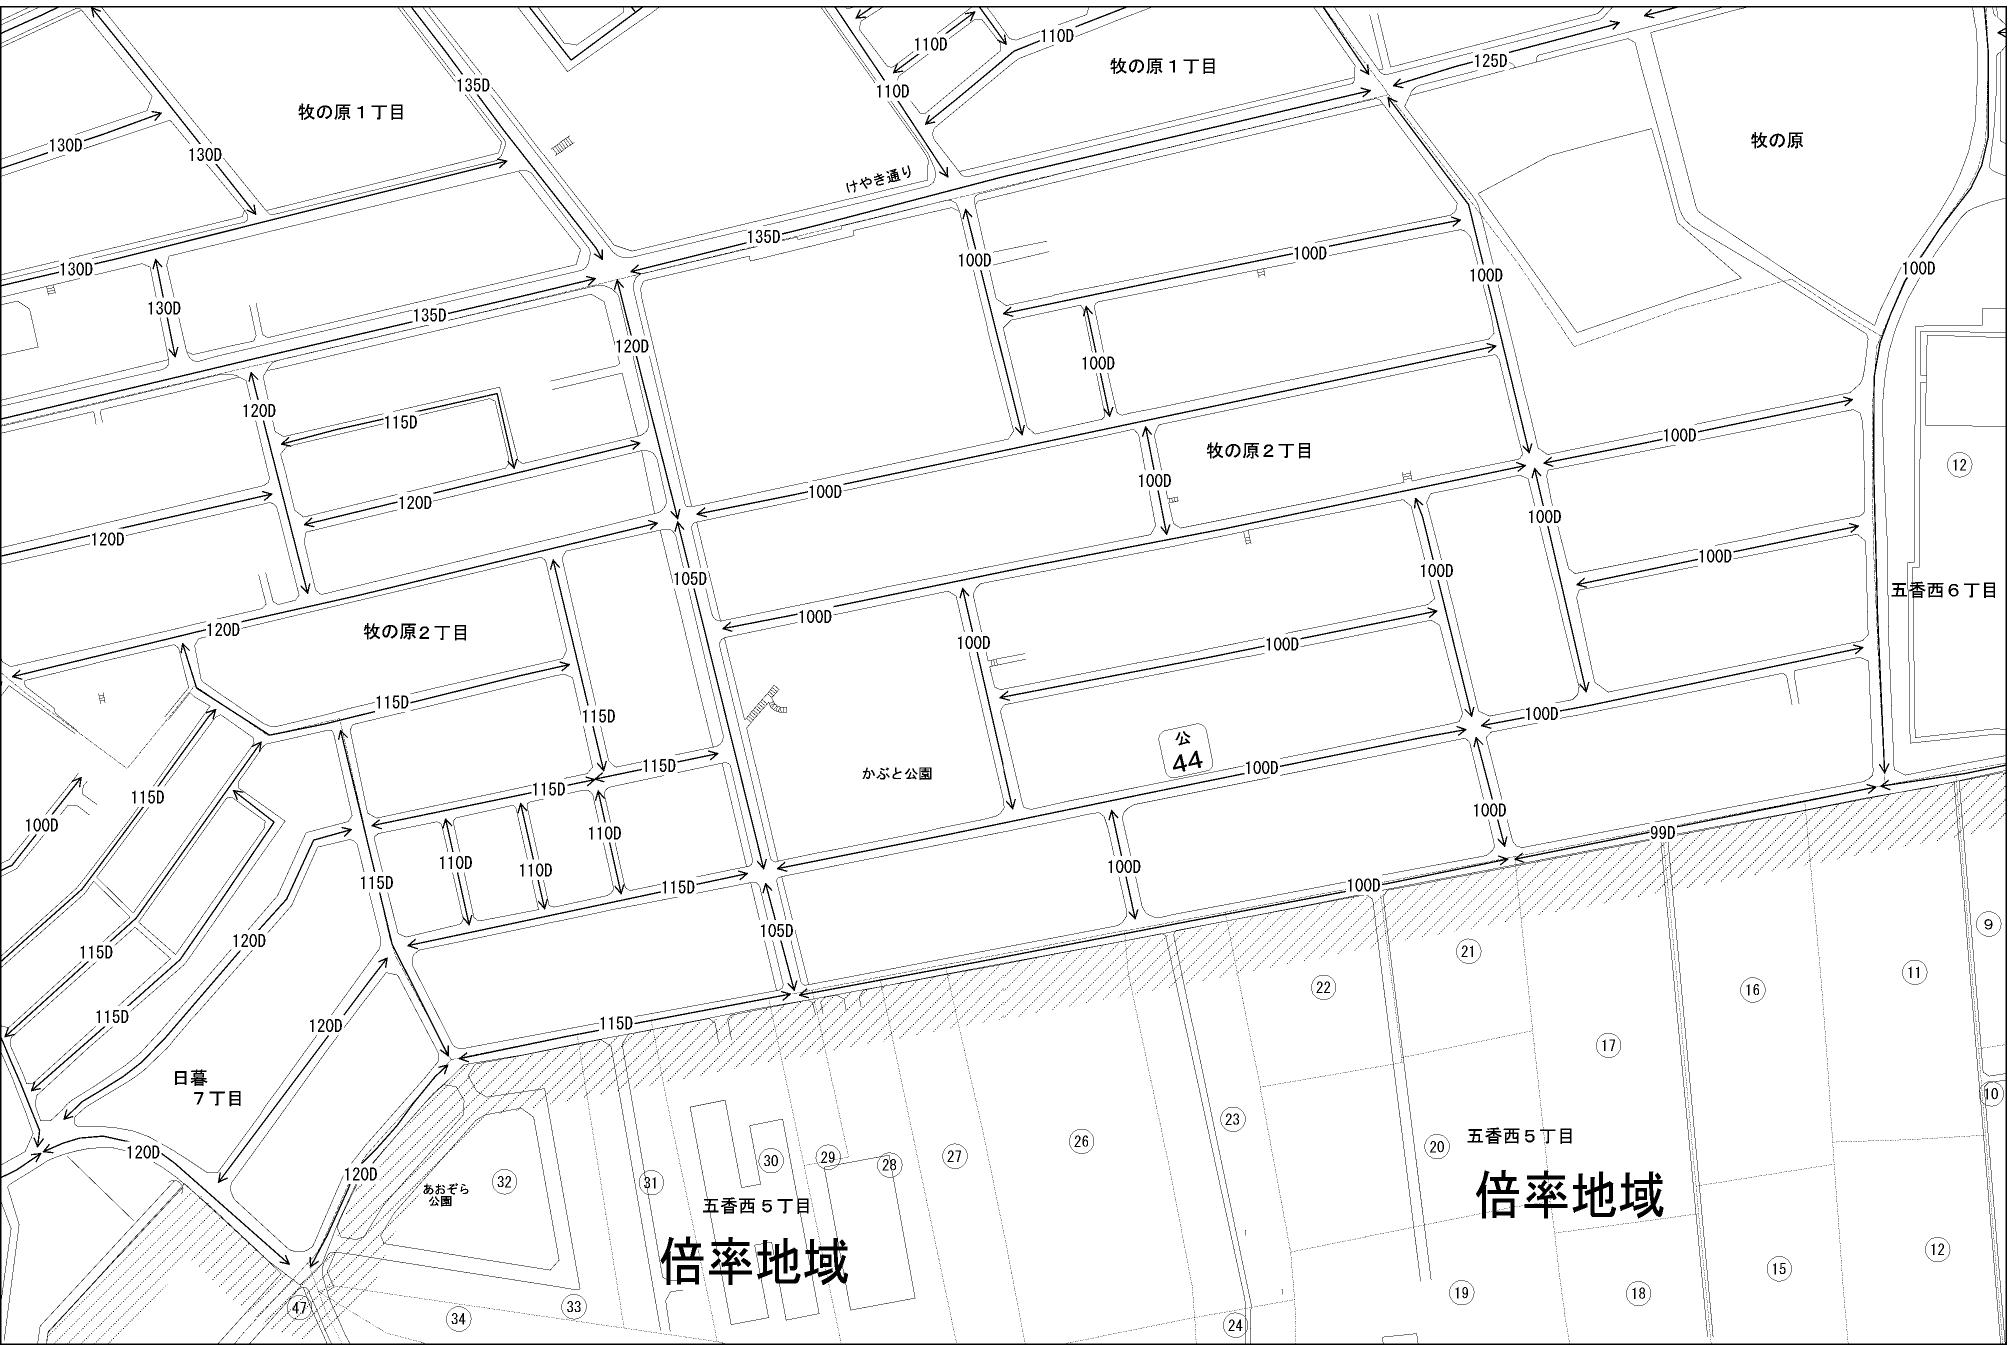 110D
110D
牧の原１丁目
125D
135D
110D
牧の原１丁目
130D
130D
牧の原
けやき通り
135D
100D
100D
100D
100D
130D
130D
135D
120D
100D
120D
115D
100D
牧の原２丁目
12
120D
100D
100D
100D
120D
105D
100D
100D
五香西６丁目
120D
牧の原２丁目
100D
100D
100D
115D
115D
100D
公
44
115D
115D
かぶと公園
100D
115D
100D
110D
110D
110D
100D
99D
115D
115D
100D
100D
120D
115D
105D
9
21
11
22
16
115D
120D
115D
17
日暮
７丁目
10
23
26
五香西５丁目
120D
120D
あおぞら
公園
32
31
30
29
28
27
20
五香西５丁目
倍率地域
倍率地域
12
15
47
34
33
24
19
18